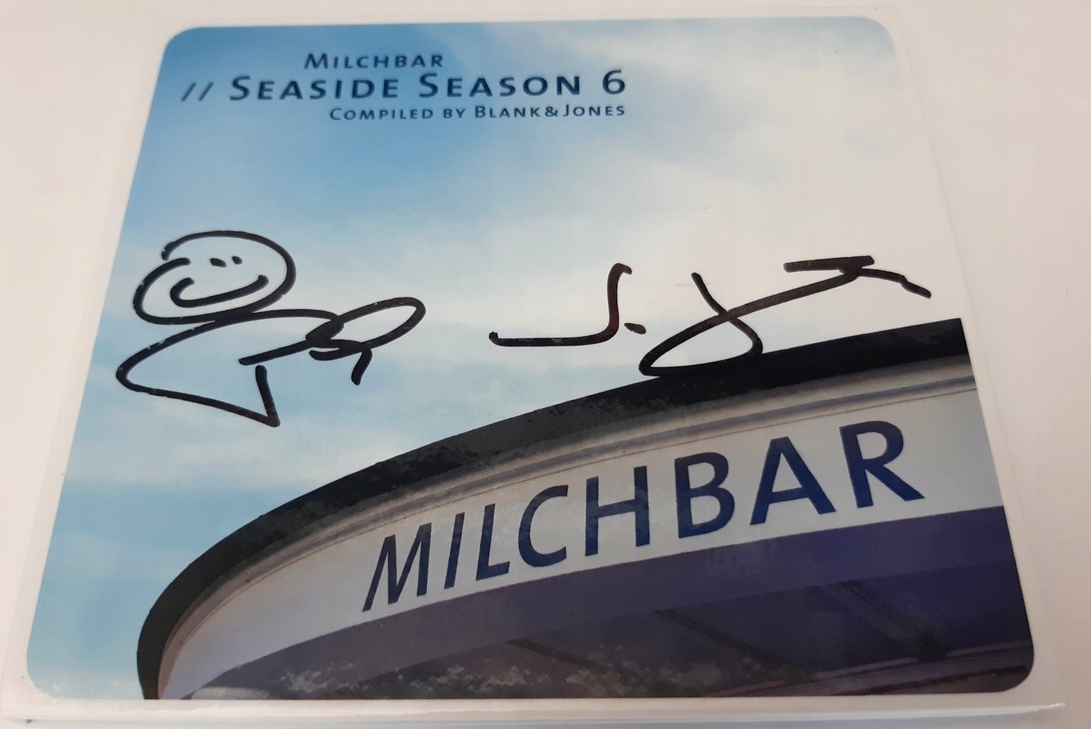 MILCHBAR
// SEASIDE SEASON 6
COMPILED BY BLANK&JONES
MILCHBAR